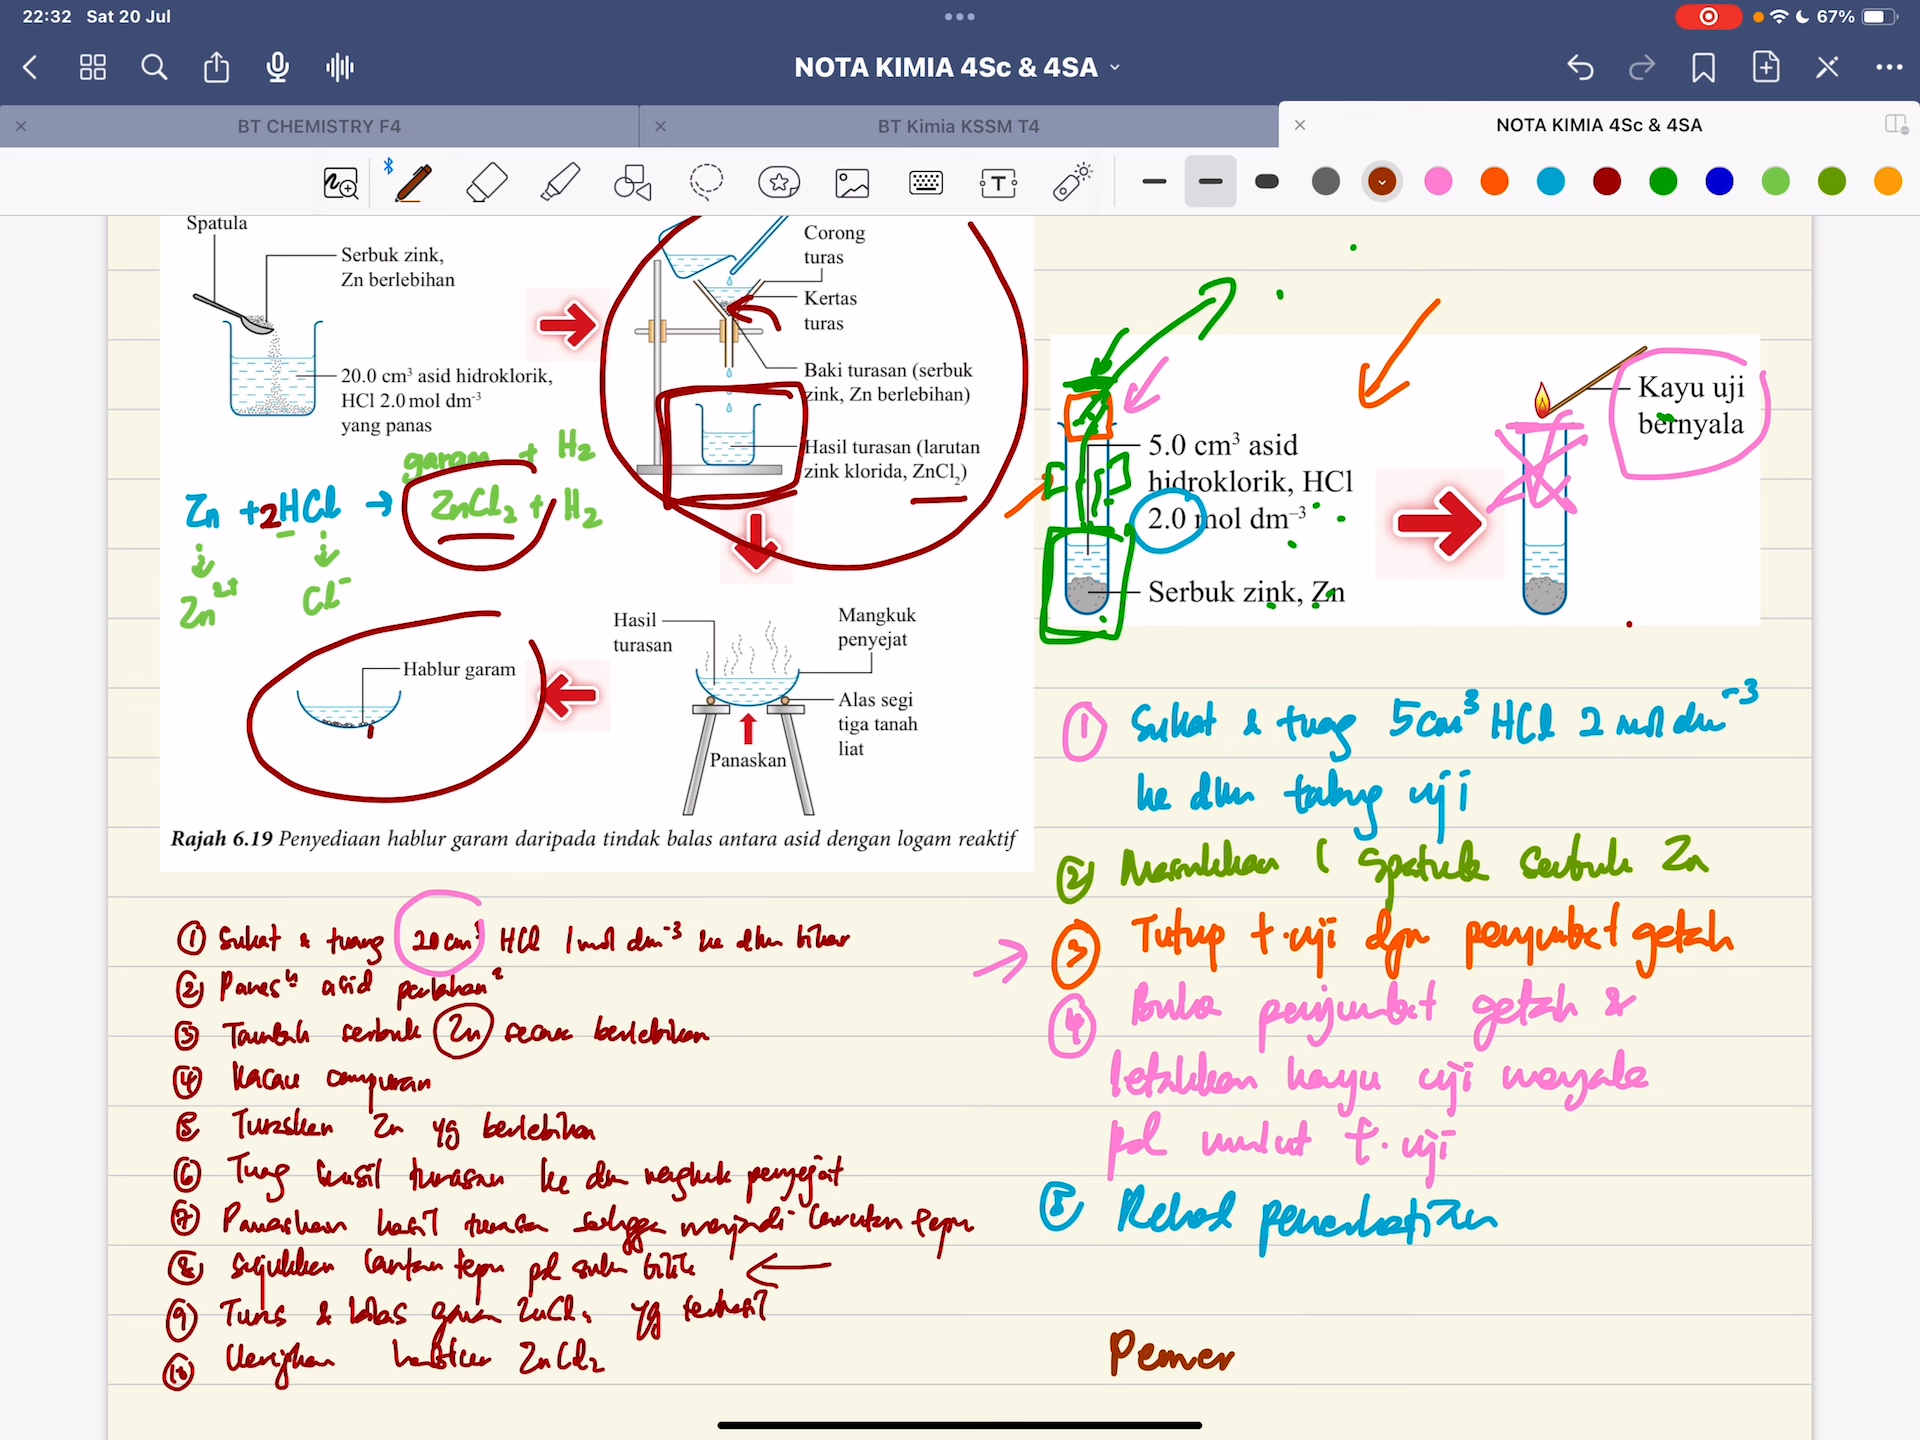 22:32 Sat 20 Jul
67%
NOTA KIMIA 4Sc & 4SA
BT CHEMISTRY F4
BT Kimia KSSM T4
NOTA KIMIA 4Sc & 4SA
Spatula
Serbuk zink,
Zn berlebihan
20.0 cm³ asid hidroklorik,
HCl 2.0 mol dm⁻³
yang panas
Corong
turas
Kertas
turas
Baki turasan (serbuk
zink, Zn berlebihan)
Hasil turasan (larutan
zink klorida, ZnCl₂)
garam + H₂
Zn + 2HCl → ZnCl₂ + H₂
Zn²⁺ Cl⁻
Hablur garam
Hasil
turasan
Mangkuk
penyejat
Alas segi
tiga tanah
liat
Panaskan
Rajah 6.19 Penyediaan hablur garam daripada tindak balas antara asid dengan logam reaktif
① Sukat & tuang 20 cm³ HCl 1 mol dm⁻³ ke dlm bikar
② Panas⁴ asid perlahan²
③ Tambah serbuk Zn secara berlebihan
④ Kacau campuran
⑤ Turaskan Zn yg berlebihan
⑥ Tuang hasil turasan ke dlm mangkuk penyejat
⑦ Panaskan hasil turasan sehingga menjadi larutan tepu
⑧ Sejukkan larutan tepu pd suhu bilik
⑨ Turas & bilas garam ZnCl₂ yg terhasil
⑩ Keringkan ZnCl₂
5.0 cm³ asid
hidroklorik, HCl
2.0 mol dm⁻³
Serbuk zink, Zn
Kayu uji
bernyala
① Sukat & tuang 5cm³ HCl 2 mol dm⁻³
ke dlm tabung uji
② Masukkan 1 spatula serbuk Zn
③ Tutup t.uji dgn penyumbat getah
④ Buka penyumbat getah &
letakkan kayu uji menyala
pd mulut t.uji
⑤ Rekod pemerhatian
Pemer